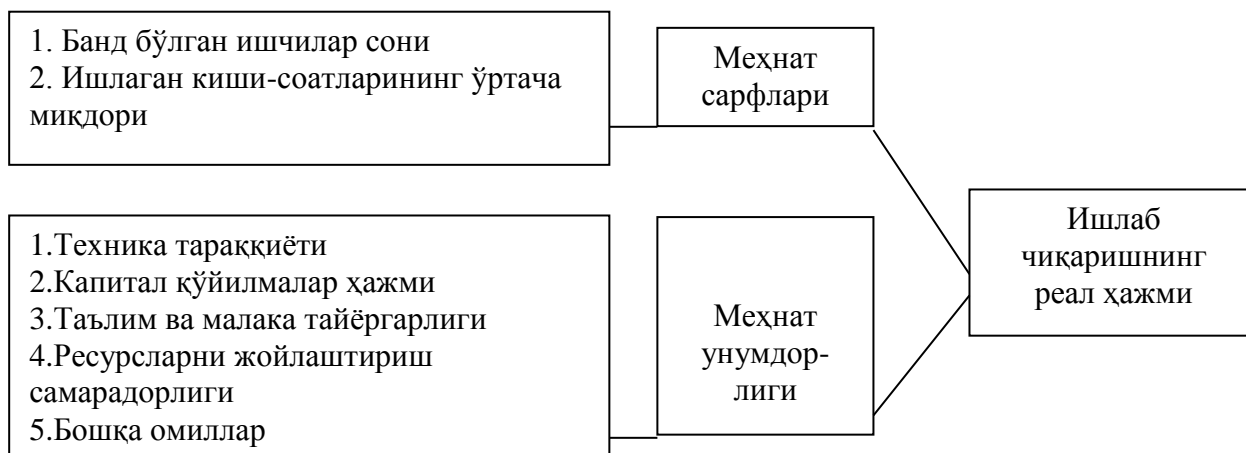 1. Банд бўлган ишчилар сони
2. Ишлаган киши-соатларининг ўртача
миқдори
Меҳнат
сарфлари
1.Техника тараққиёти
2.Капитал қўйилмалар ҳажми
3.Таълим ва малака тайёргарлиги
4.Ресурсларни жойлаштириш
самарадорлиги
5.Бошқа омиллар
Меҳнат
унумдор-
лиги
Ишлаб
чиқаришнинг
реал ҳажми